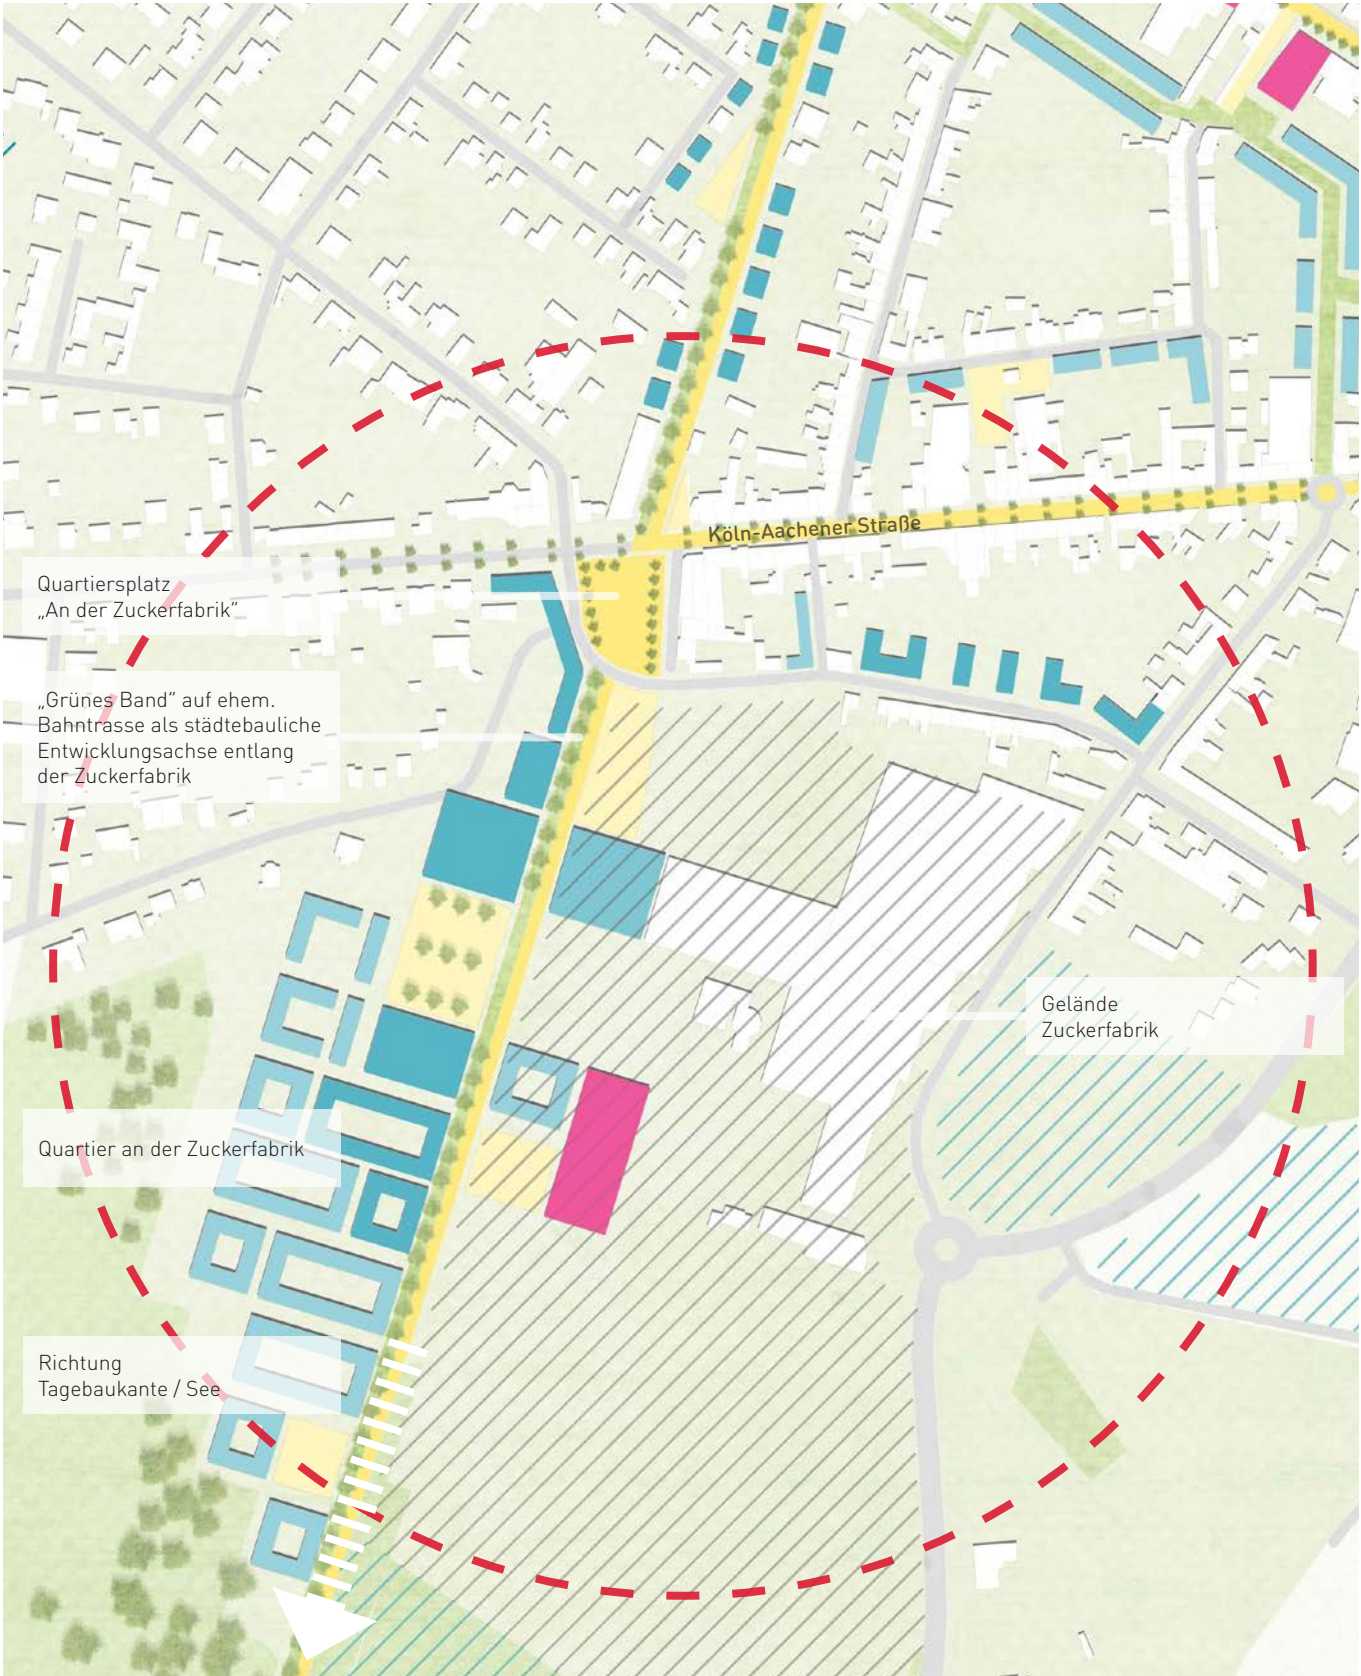 Köln-Aachener Straße
Quartiersplatz
„An der Zuckerfabrik“
„Grünes Band“ auf ehem.
Bahntrasse als städtebauliche
Entwicklungsachse entlang
der Zuckerfabrik
Gelände
Zuckerfabrik
Quartier an der Zuckerfabrik
Richtung
Tagebaukante / See